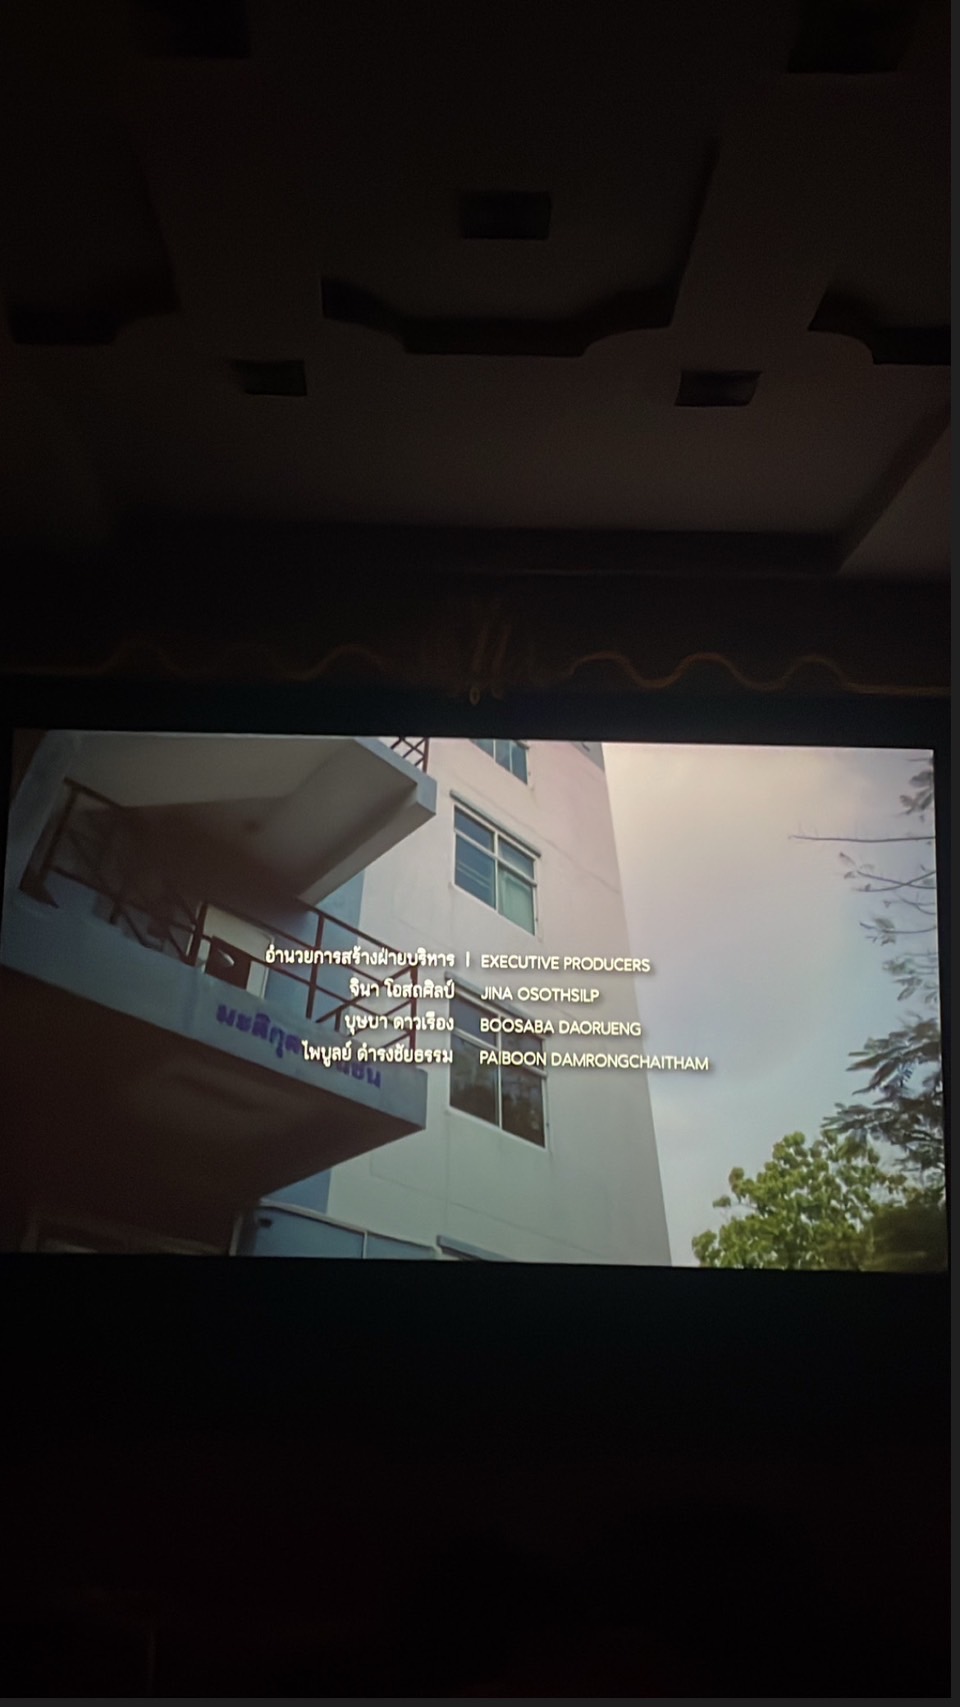 อำนวยการสร้างฝ่ายบริหาร | EXECUTIVE PRODUCERS
จินา โอสถศิลป์ JINA OSOTHSILP
บุษบา ดาวเรือง BOOSABA DAORUENG
ไพบูลย์ ดำรงชัยธรรม PAIBOON DAMRONGCHAITHAM